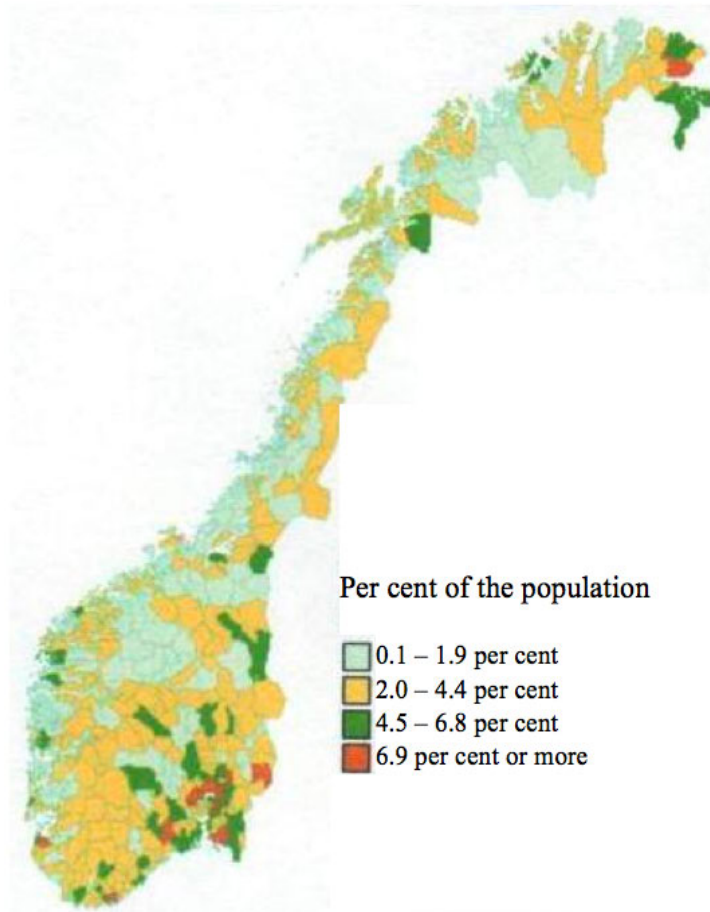 Per cent of the population
0.1 – 1.9 per cent
2.0 – 4.4 per cent
4.5 – 6.8 per cent
6.9 per cent or more